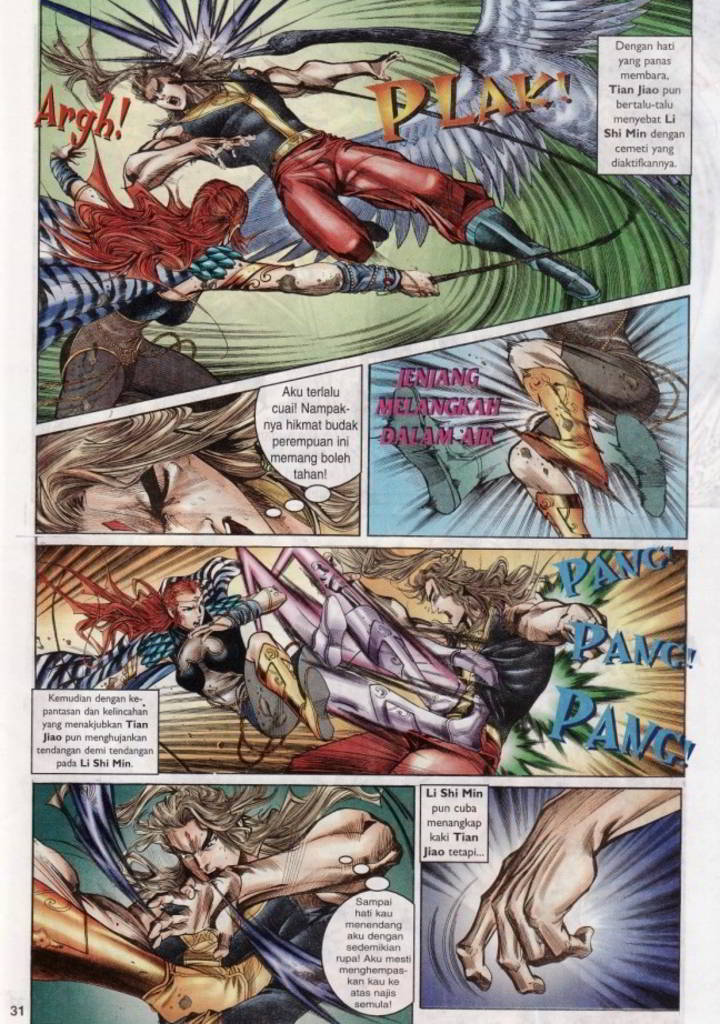 Dengan hati
yang panas
membara,
Tian Jiao pun
bertalu-talu
menyebat Li
Shi Min dengan
cemeti yang
diaktifkannya.
PLAK!
Argh!
Aku terlalu
cuai! Nampak-
nya hikmat budak
perempuan ini
memang boleh
tahan!
JENJANG
MELANGKAH
DALAM AIR
PANG!
PANG!
PANG!
Kemudian dengan ke-
pantasan dan kelincahan
yang menakjubkan Tian
Jiao pun menghujankan
tendangan demi tendangan
pada Li Shi Min.
Sampai
hati kau
menendang
aku dengan
sedemikian
rupa! Aku mesti
menghempas-
kan kau ke
atas najis
semula!
Li Shi Min
pun cuba
menangkap
kaki Tian
Jiao tetapi...
31